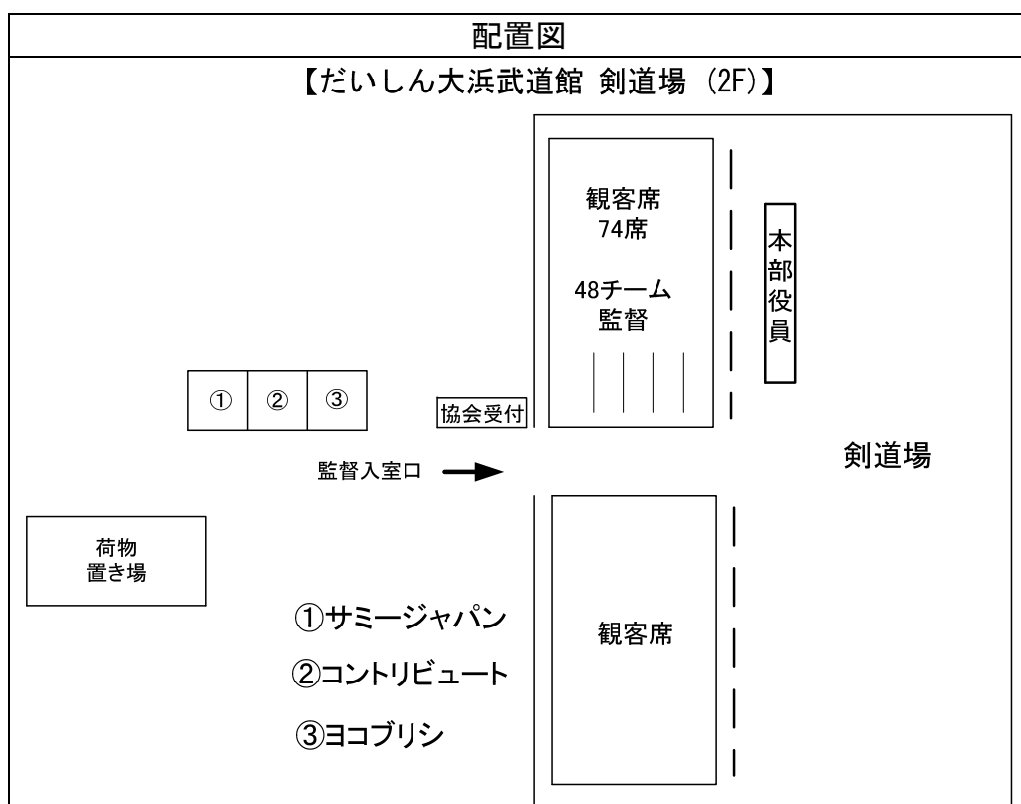 配置図
【だいしん大浜武道館 剣道場 (2F)】
観客席
74席
48チーム
監督
本部役員
① ② ③
協会受付
監督入室口
剣道場
荷物
置き場
観客席
①サミージャパン
②コントリビュート
③ヨコブリシ